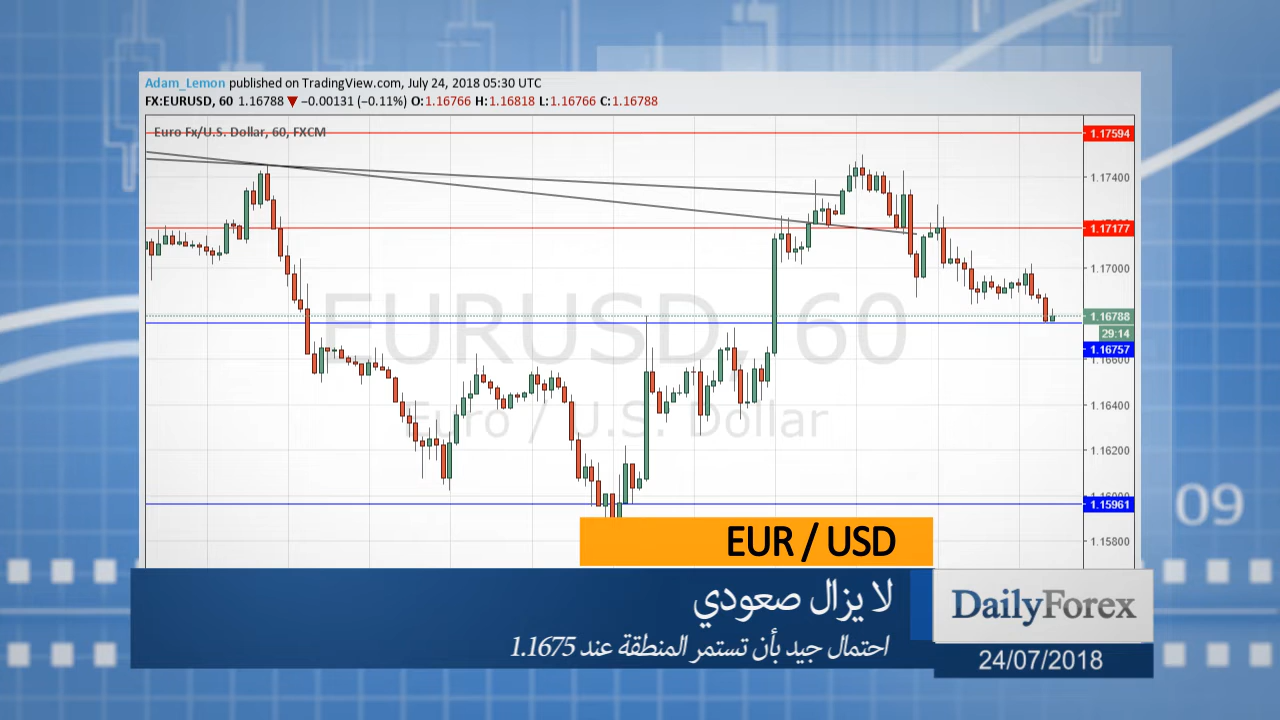 Adam_Lemon published on TradingView.com, July 24, 2018 05:30 UTC
FX:EURUSD, 60 1.16788 ▼ −0.00131 (−0.11%) O:1.16766 H:1.16818 L:1.16766 C:1.16788
Euro Fx/U.S. Dollar, 60, FXCM
1.17594
1.17400
1.17177
1.17000
EURUSD, 60
1.16788
29:14
1.16757
1.16600
1.16400
Euro / U.S. Dollar
1.16200
1.16000
1.15961
09
1.15800
EUR / USD
لا يزال صعودي
احتمال جيد بأن تستمر المنطقة عند 1.1675
DailyForex
24/07/2018